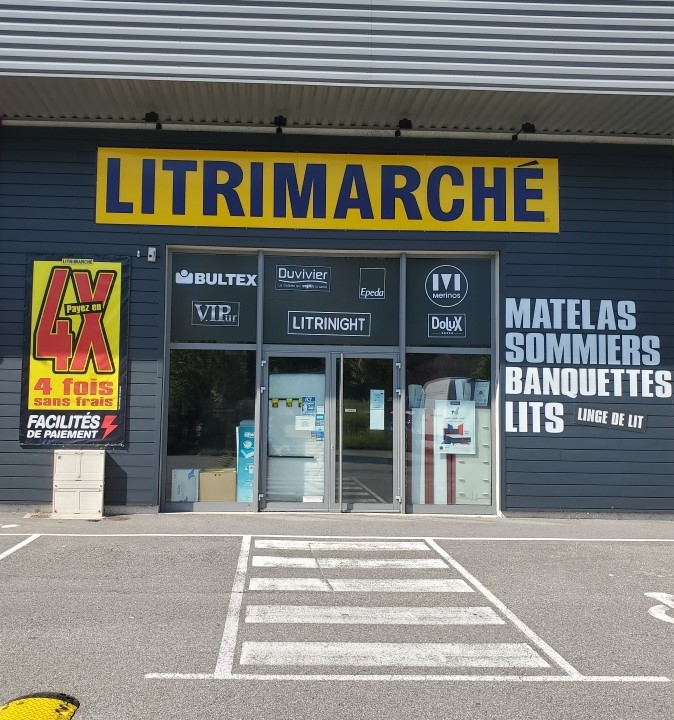 LITRIMARCHÉ
LITRIMARCHÉ
Payez en
4X
4 fois
sans frais
FACILITÉS
DE PAIEMENT
BULTEX
VIPur
Duvivier
Epeda
LITRINIGHT
Merinos
DoluX
MATELAS
SOMMIERS
BANQUETTES
LITS
LINGE DE LIT